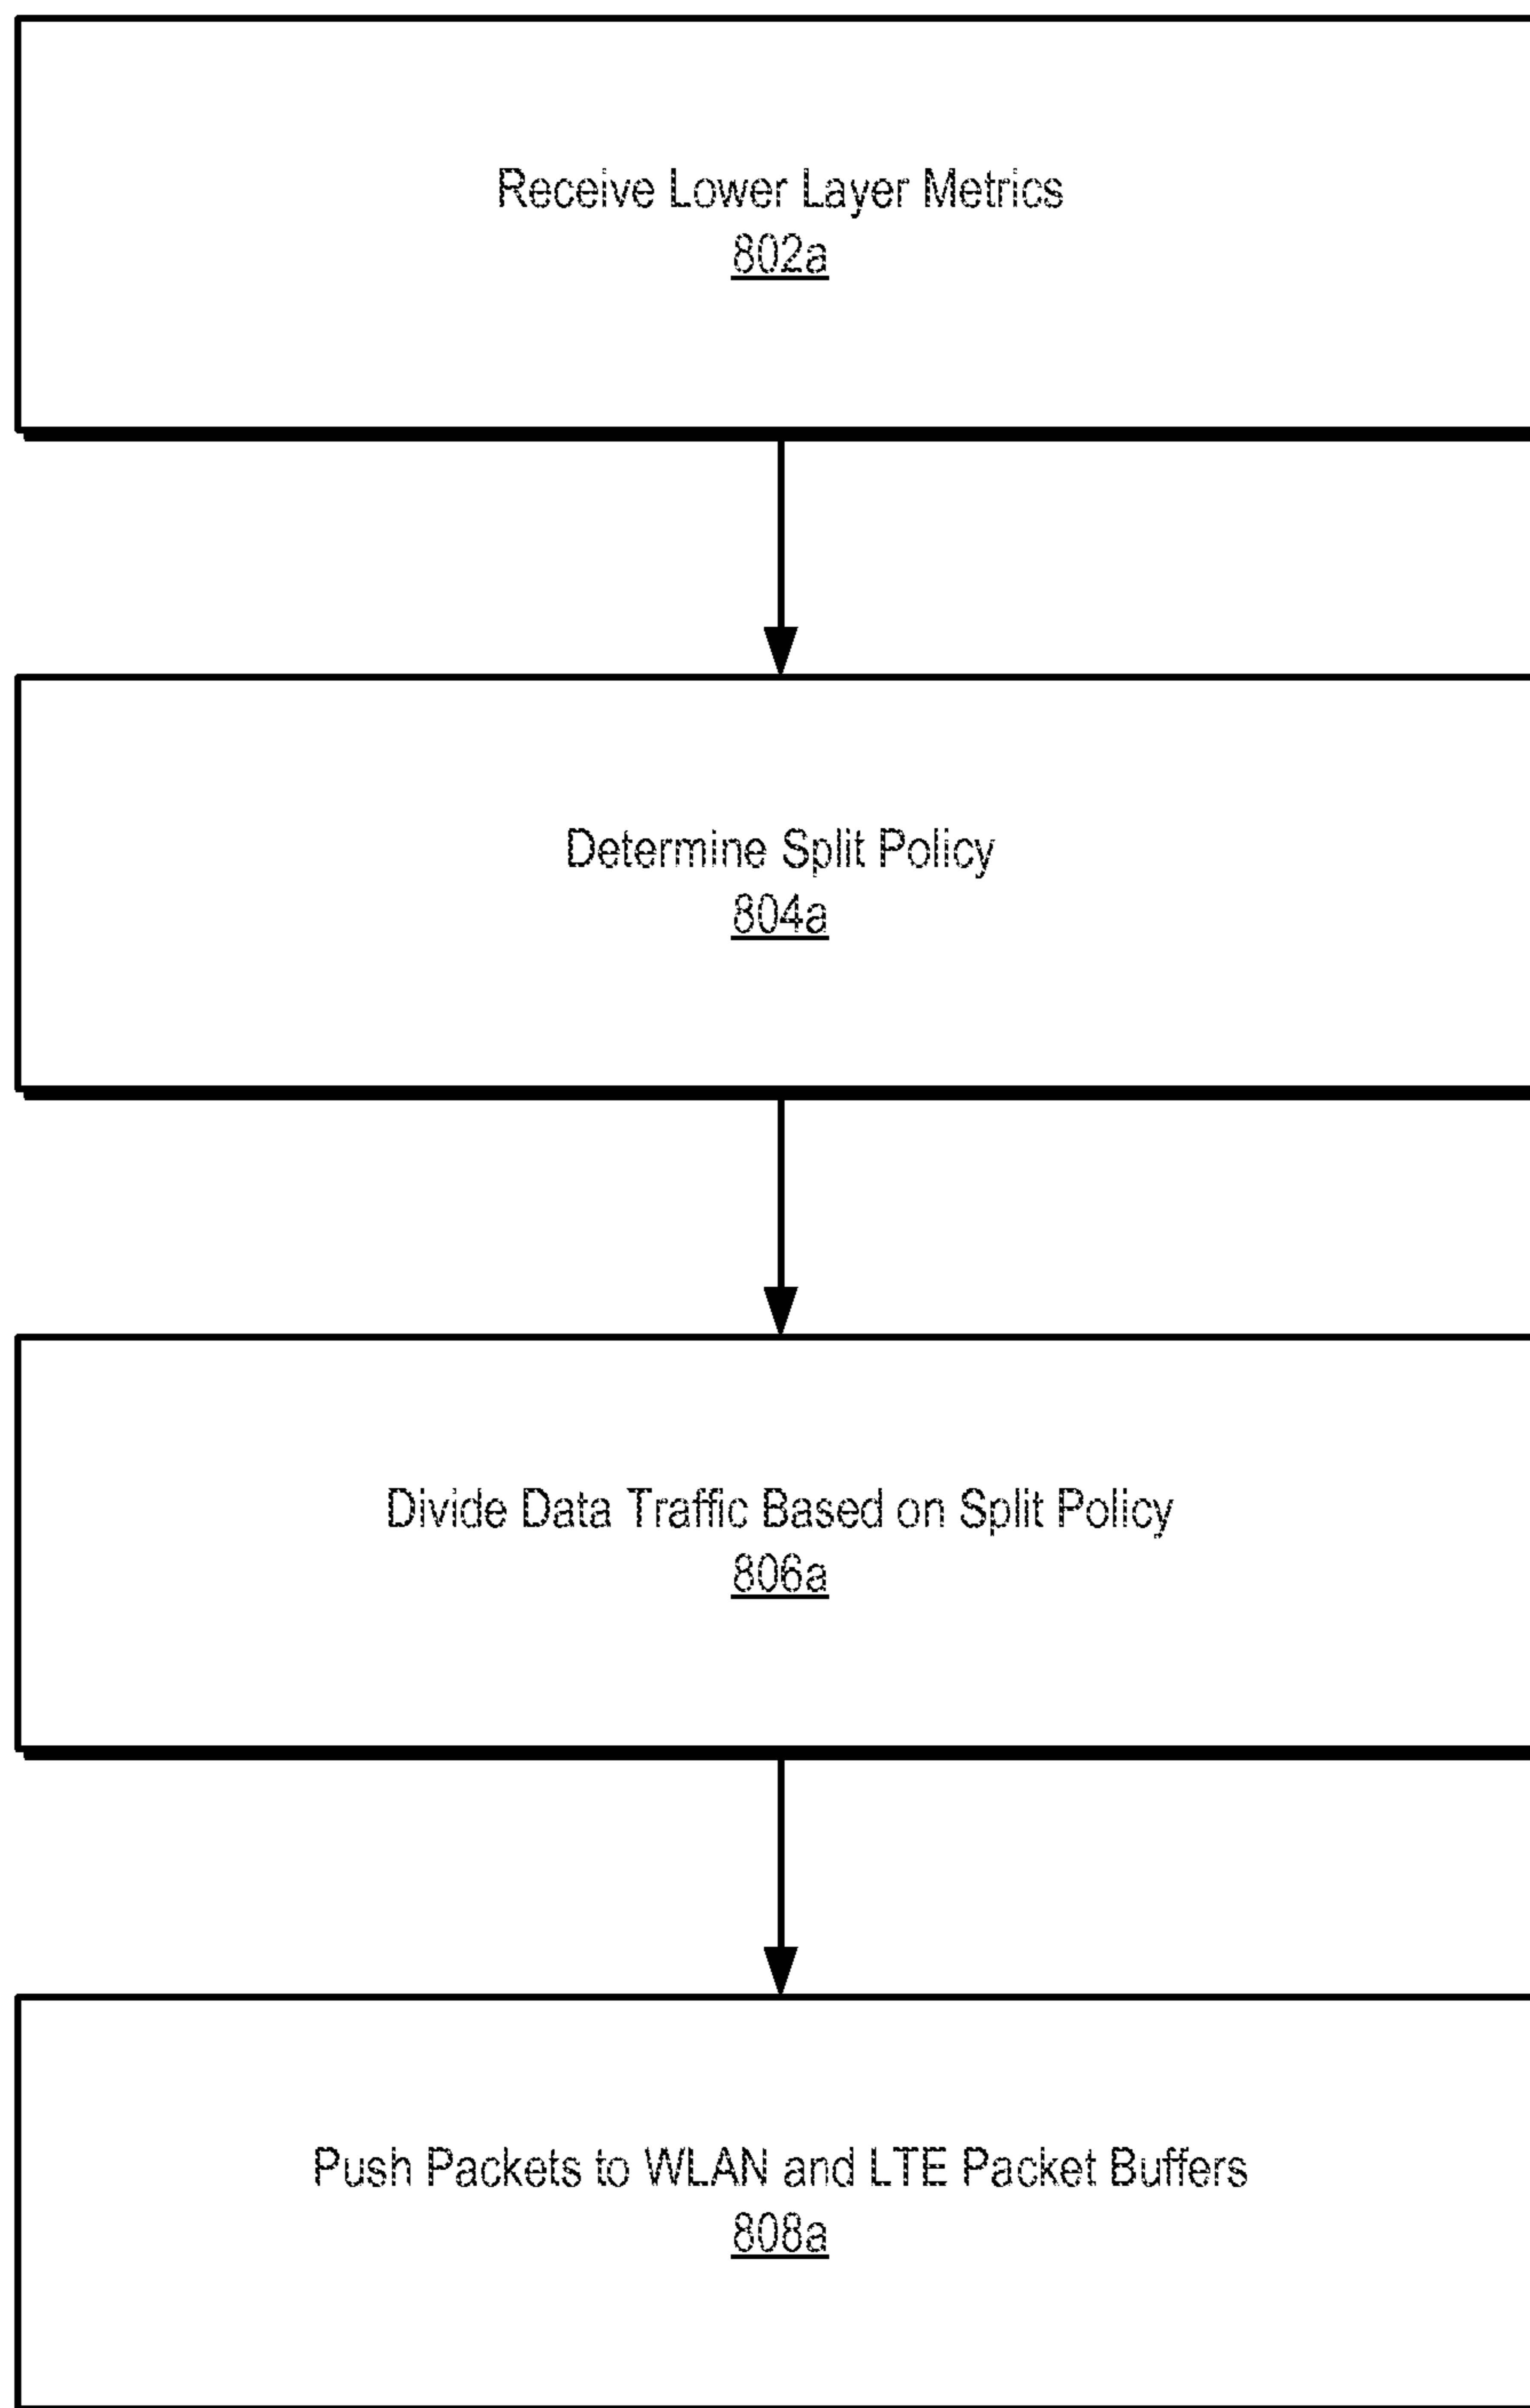 Receive Lower Layer Metrics
802a
Determine Split Policy
804a
Divide Data Traffic Based on Split Policy
806a
Push Packets to WLAN and LTE Packet Buffers
808a